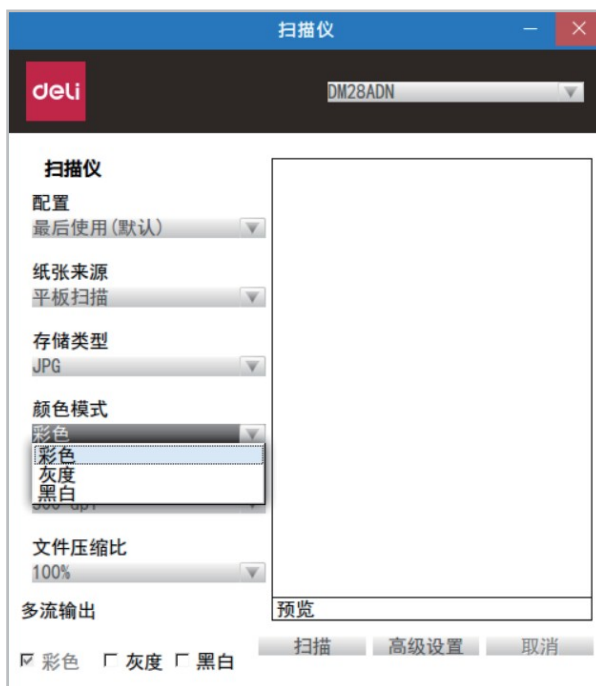 扫描仪
deli
DM28ADN
扫描仪
配置
最后使用(默认)
纸张来源
平板扫描
存储类型
JPG
颜色模式
彩色
彩色
灰度
黑白
文件压缩比
100%
多流输出
彩色 灰度 黑白
预览
扫描 高级设置 取消